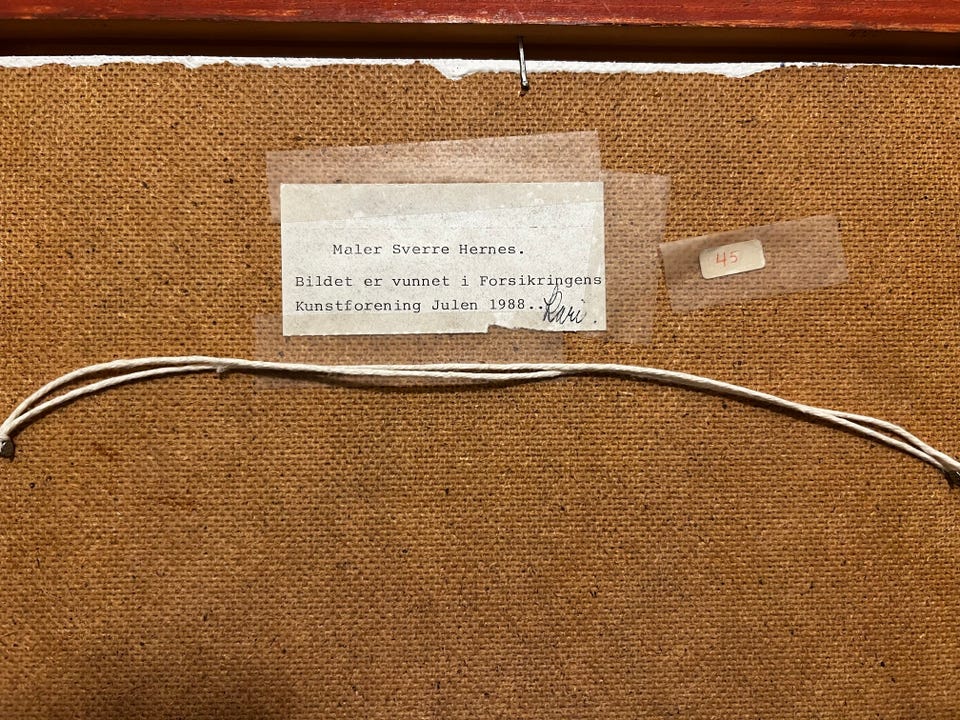 Maler Sverre Hernes.
Bildet er vunnet i Forsikringens
Kunstforening Julen 1988.. Kari.
45